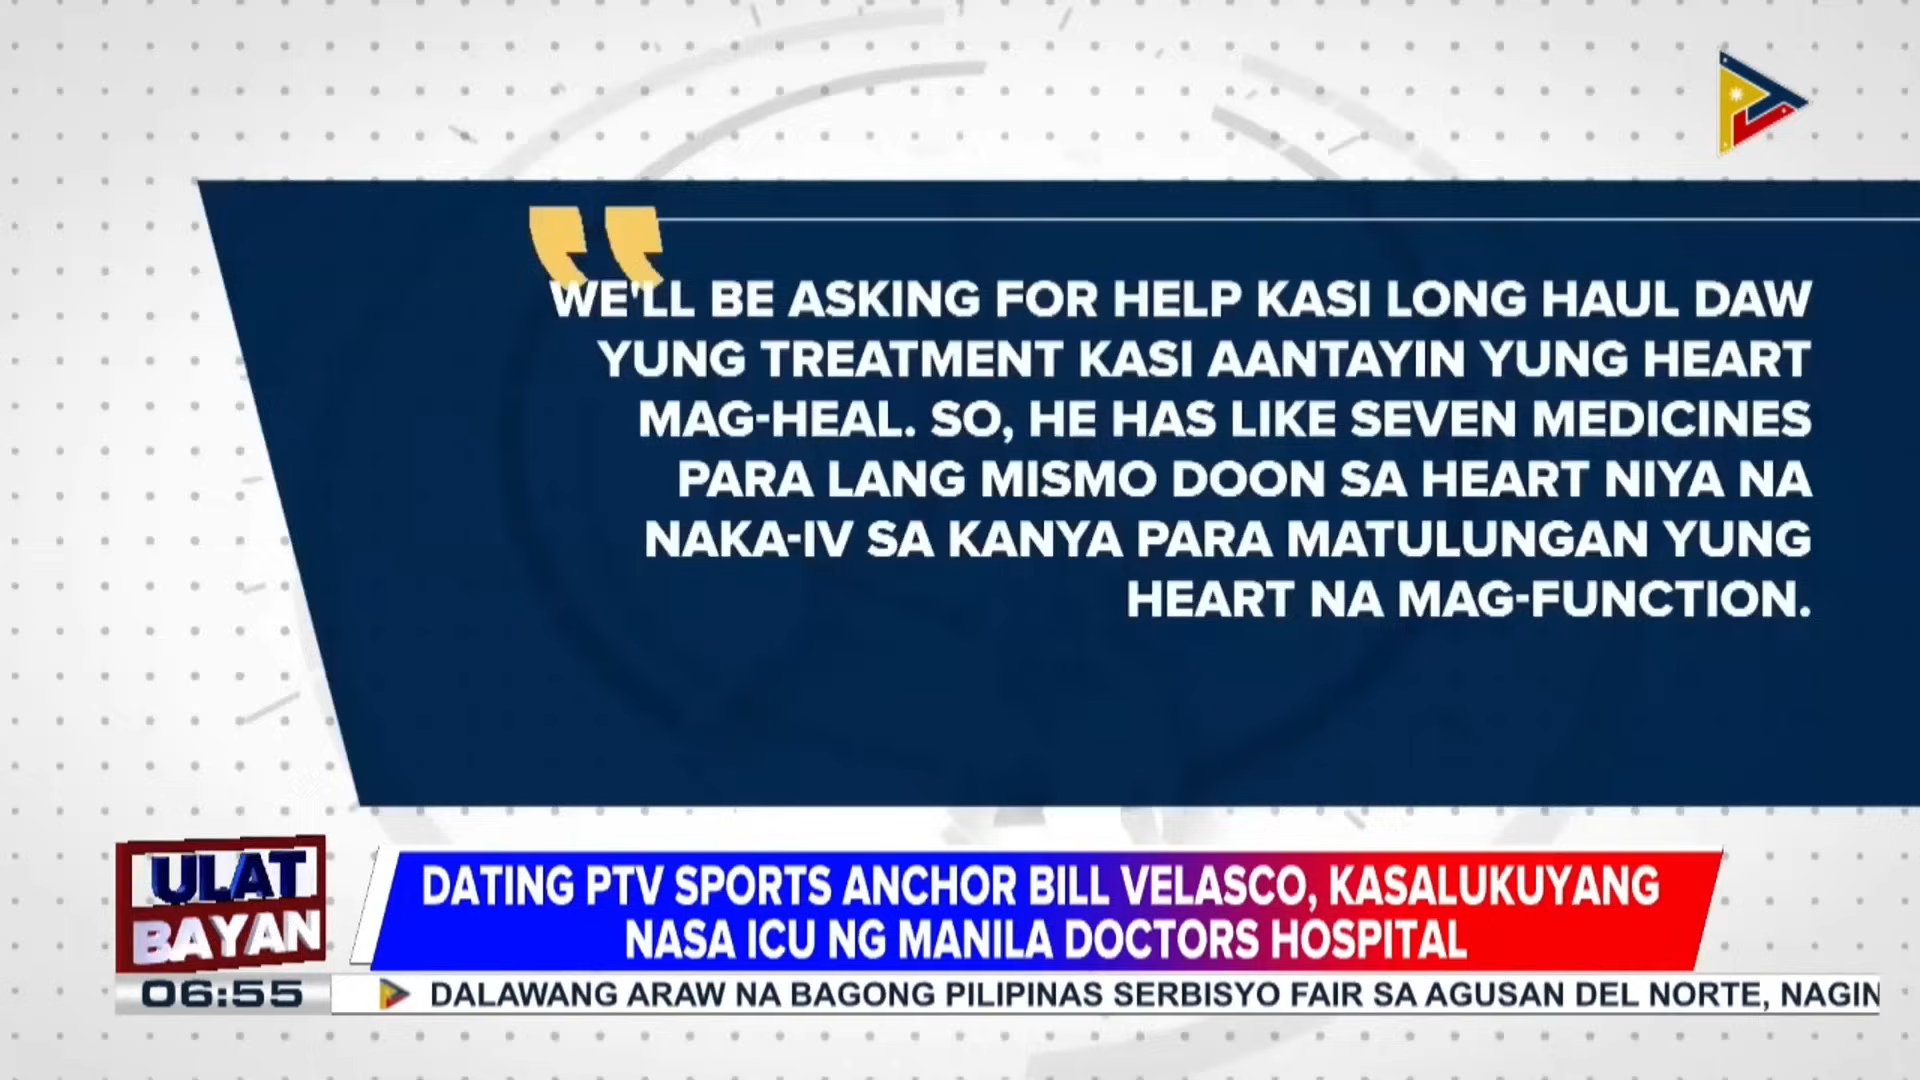 WE'LL BE ASKING FOR HELP KASI LONG HAUL DAW
YUNG TREATMENT KASI AANTAYIN YUNG HEART
MAG-HEAL. SO, HE HAS LIKE SEVEN MEDICINES
PARA LANG MISMO DOON SA HEART NIYA NA
NAKA-IV SA KANYA PARA MATULUNGAN YUNG
HEART NA MAG-FUNCTION.
ULAT
BAYAN
DATING PTV SPORTS ANCHOR BILL VELASCO, KASALUKUYANG
NASA ICU NG MANILA DOCTORS HOSPITAL
06:55
DALAWANG ARAW NA BAGONG PILIPINAS SERBISYO FAIR SA AGUSAN DEL NORTE, NAGIN